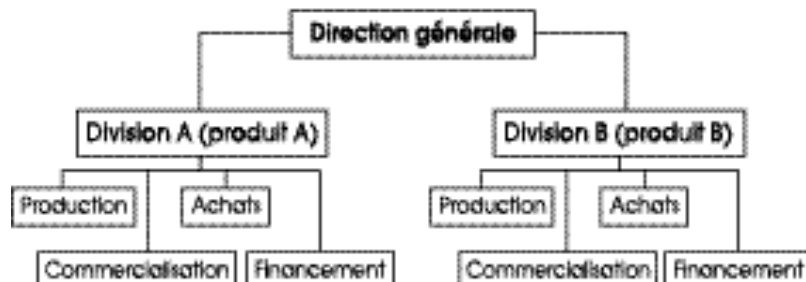 Direction générale
Division A (produit A)
Division B (produit B)
Production
Achats
Production
Achats
Commercialisation
Financement
Commercialisation
Financement